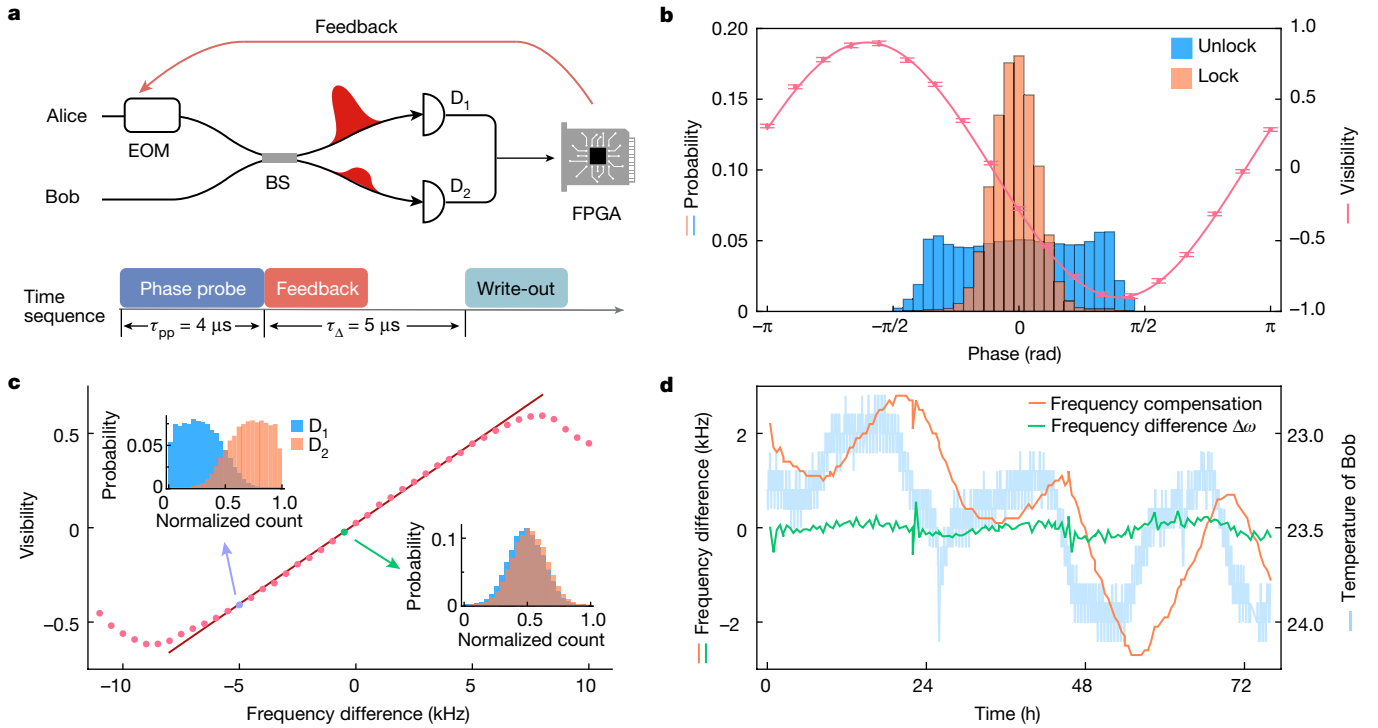 a
Feedback
Alice
EOM
Bob
BS
D1
D2
FPGA
Time
sequence
Phase probe
Feedback
Write-out
τpp = 4 μs
τΔ = 5 μs
b
Probability
0.20
0.15
0.10
0.05
0
Unlock
Lock
1.0
0.5
0
−0.5
−1.0
Visibility
−π
−π/2
0
π/2
π
Phase (rad)
c
Visibility
0.5
0
−0.5
Probability
0.05
0
D1
D2
0
0.5
1.0
Normalized count
Probability
0.1
0
0
0.5
1.0
Normalized count
−10
−5
0
5
10
Frequency difference (kHz)
d
Frequency difference (kHz)
2
0
−2
Frequency compensation
Frequency difference Δω
23.0
23.5
24.0
Temperature of Bob
0
24
48
72
Time (h)